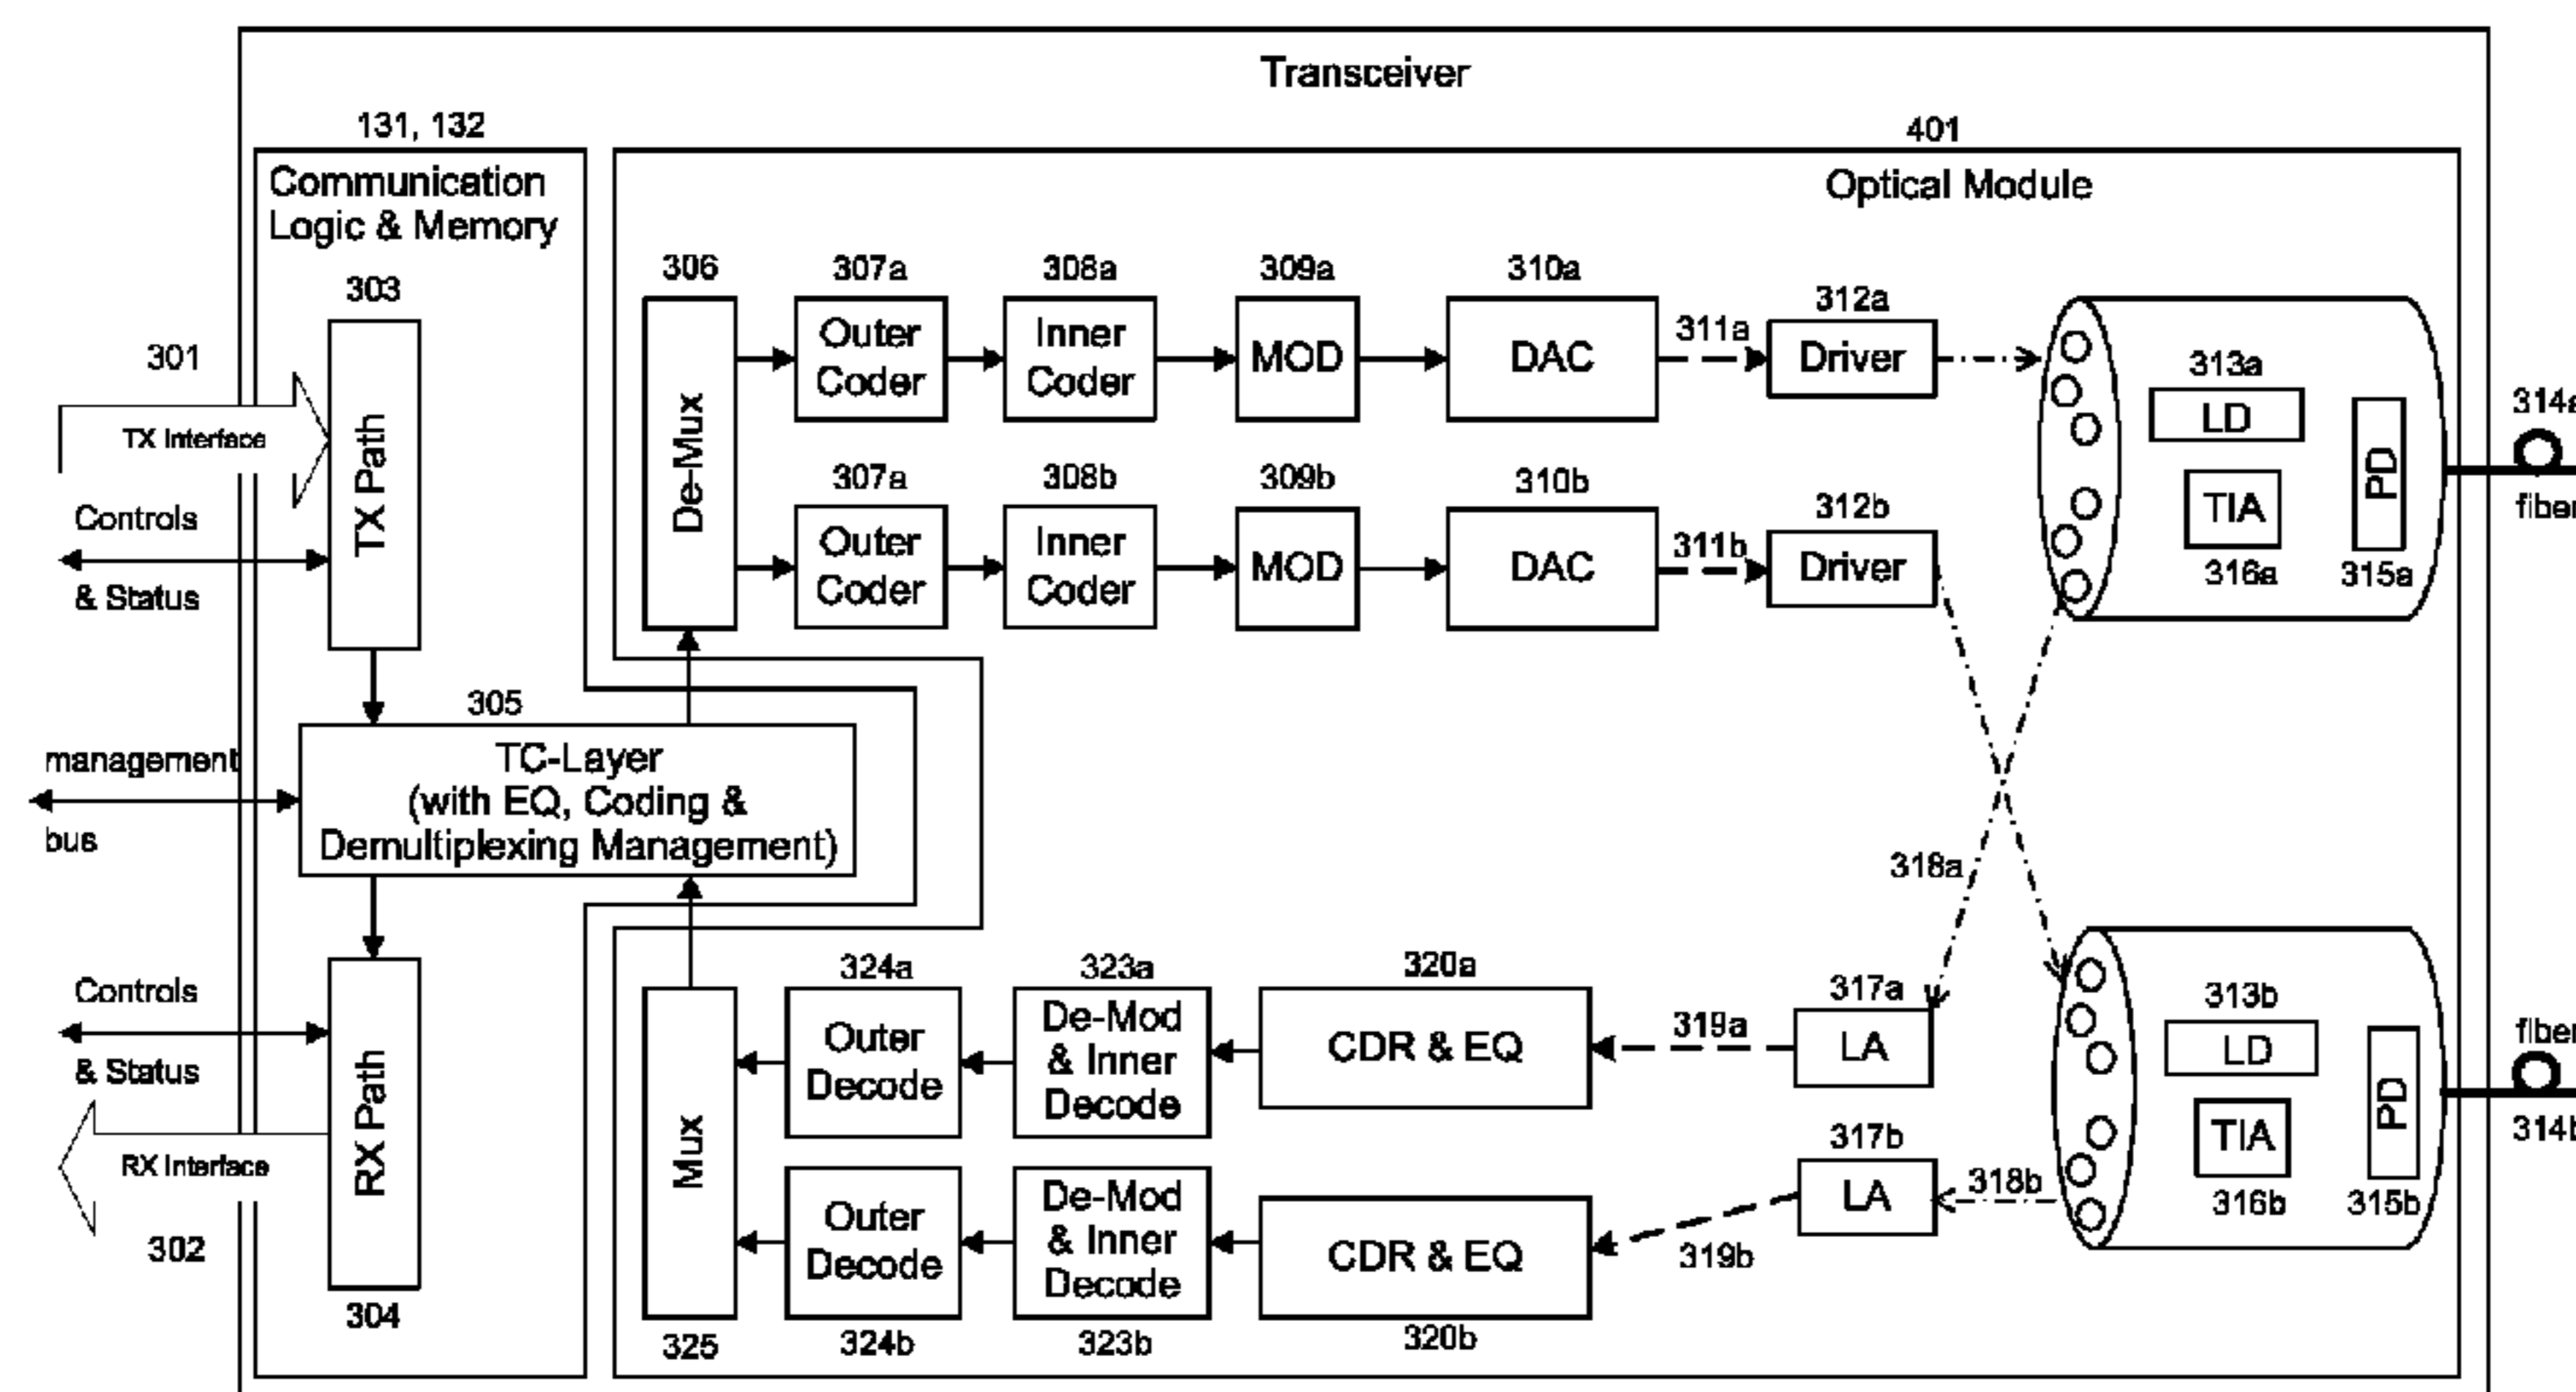 Transceiver
131, 132
401
Communication
Logic & Memory
Optical Module
303
306
307a
308a
309a
310a
312a
301
TX Interface
TX Path
De-Mux
Outer
Coder
Inner
Coder
MOD
DAC
311a
Driver
313a
LD
314a
fiber
PD
TIA
316a
315a
Controls
& Status
307a
308b
309b
310b
312b
Outer
Coder
Inner
Coder
MOD
DAC
311b
Driver
305
management
bus
TC-Layer
(with EQ, Coding &
Demultiplexing Management)
318a
324a
323a
320a
317a
313b
Controls
& Status
RX Path
Mux
Outer
Decode
De-Mod
& Inner
Decode
CDR & EQ
319a
LA
LD
fiber
314b
PD
TIA
316b
315b
RX Interface
302
304
Outer
Decode
De-Mod
& Inner
Decode
CDR & EQ
319b
317b
LA
318b
325
324b
323b
320b